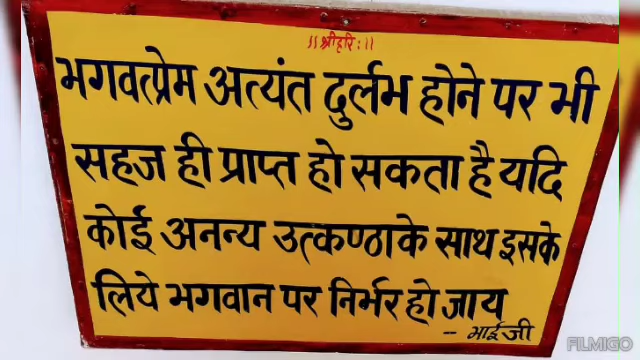 ।।श्रीहरि:।।
भगवत्प्रेम अत्यंत दुर्लभ होने पर भी
सहज ही प्राप्त हो सकता है यदि
कोई अनन्य उत्कण्ठाके साथ इसके
लिये भगवान पर निर्भर हो जाय
-- भाईजी
FILMIGO